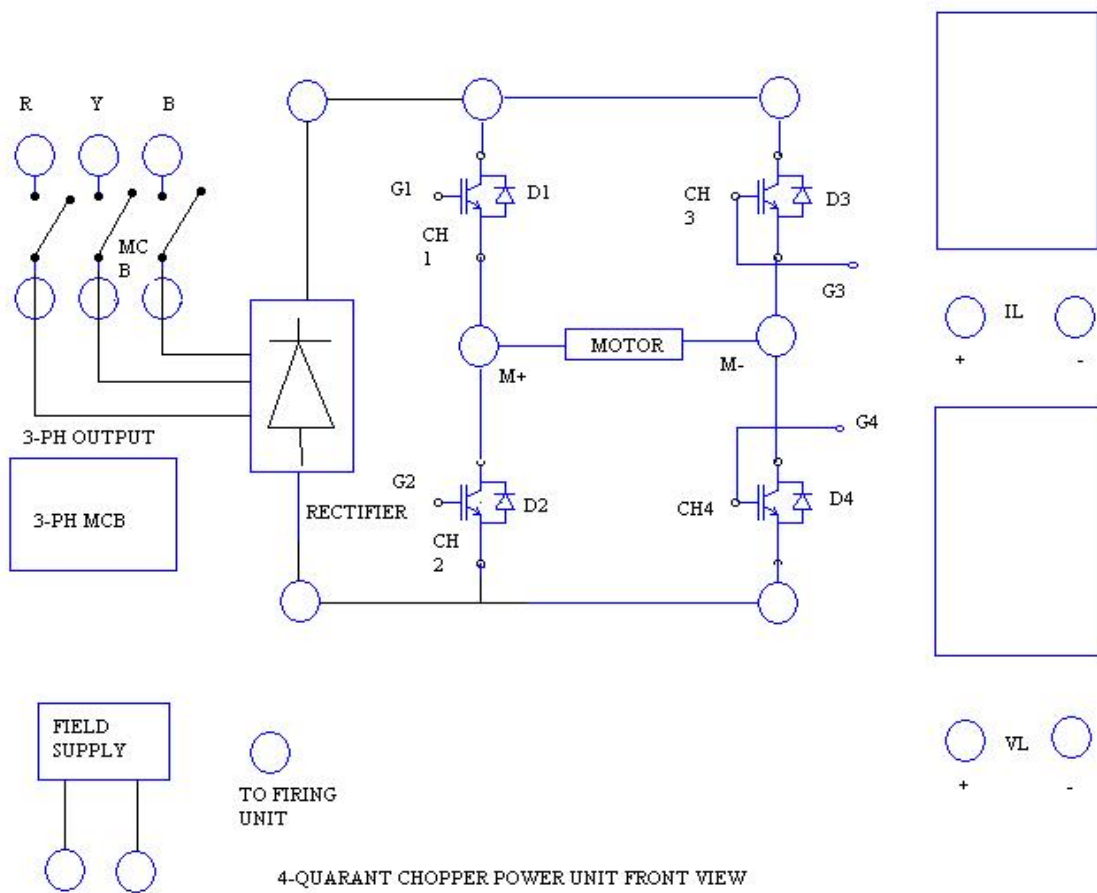 R Y B
G1
D1
CH
1
CH
3
D3
MC
B
G3
IL
+ -
MOTOR
M+
M-
3-PH OUTPUT
G4
3-PH MCB
RECTIFIER
G2
D2
CH
2
CH4
D4
FIELD
SUPPLY
VL
+ -
TO FIRING
UNIT
4-QUARANT CHOPPER POWER UNIT FRONT VIEW